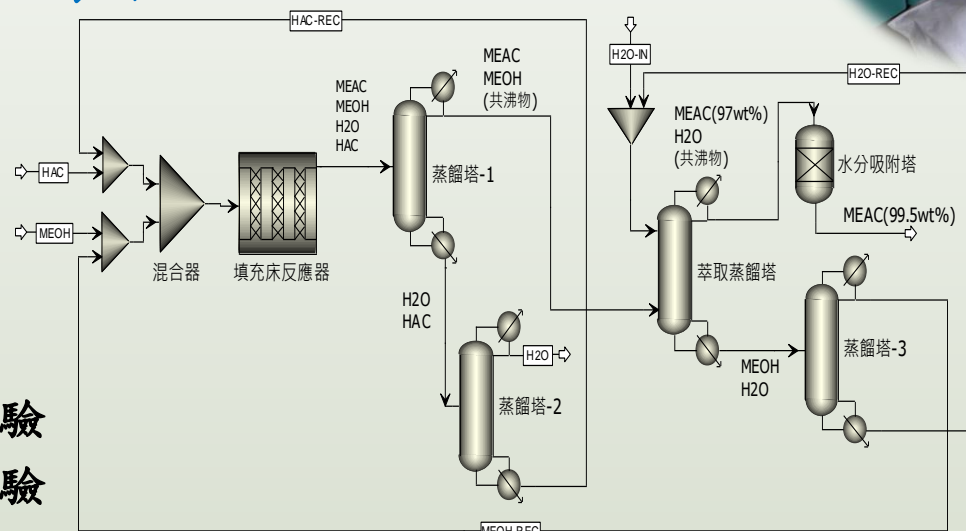 HAC-REC
H2O-IN
H2O-REC
MEAC
MEOH
(共沸物)
MEAC
MEOH
H2O
HAC
MEAC(97wt%)
H2O
(共沸物)
水分吸附塔
HAC
蒸餾塔-1
MEAC(99.5wt%)
MEOH
混合器
填充床反應器
萃取蒸餾塔
H2O
HAC
H2O
蒸餾塔-3
MEOH
H2O
蒸餾塔-2
驗
驗
MEOH-REC